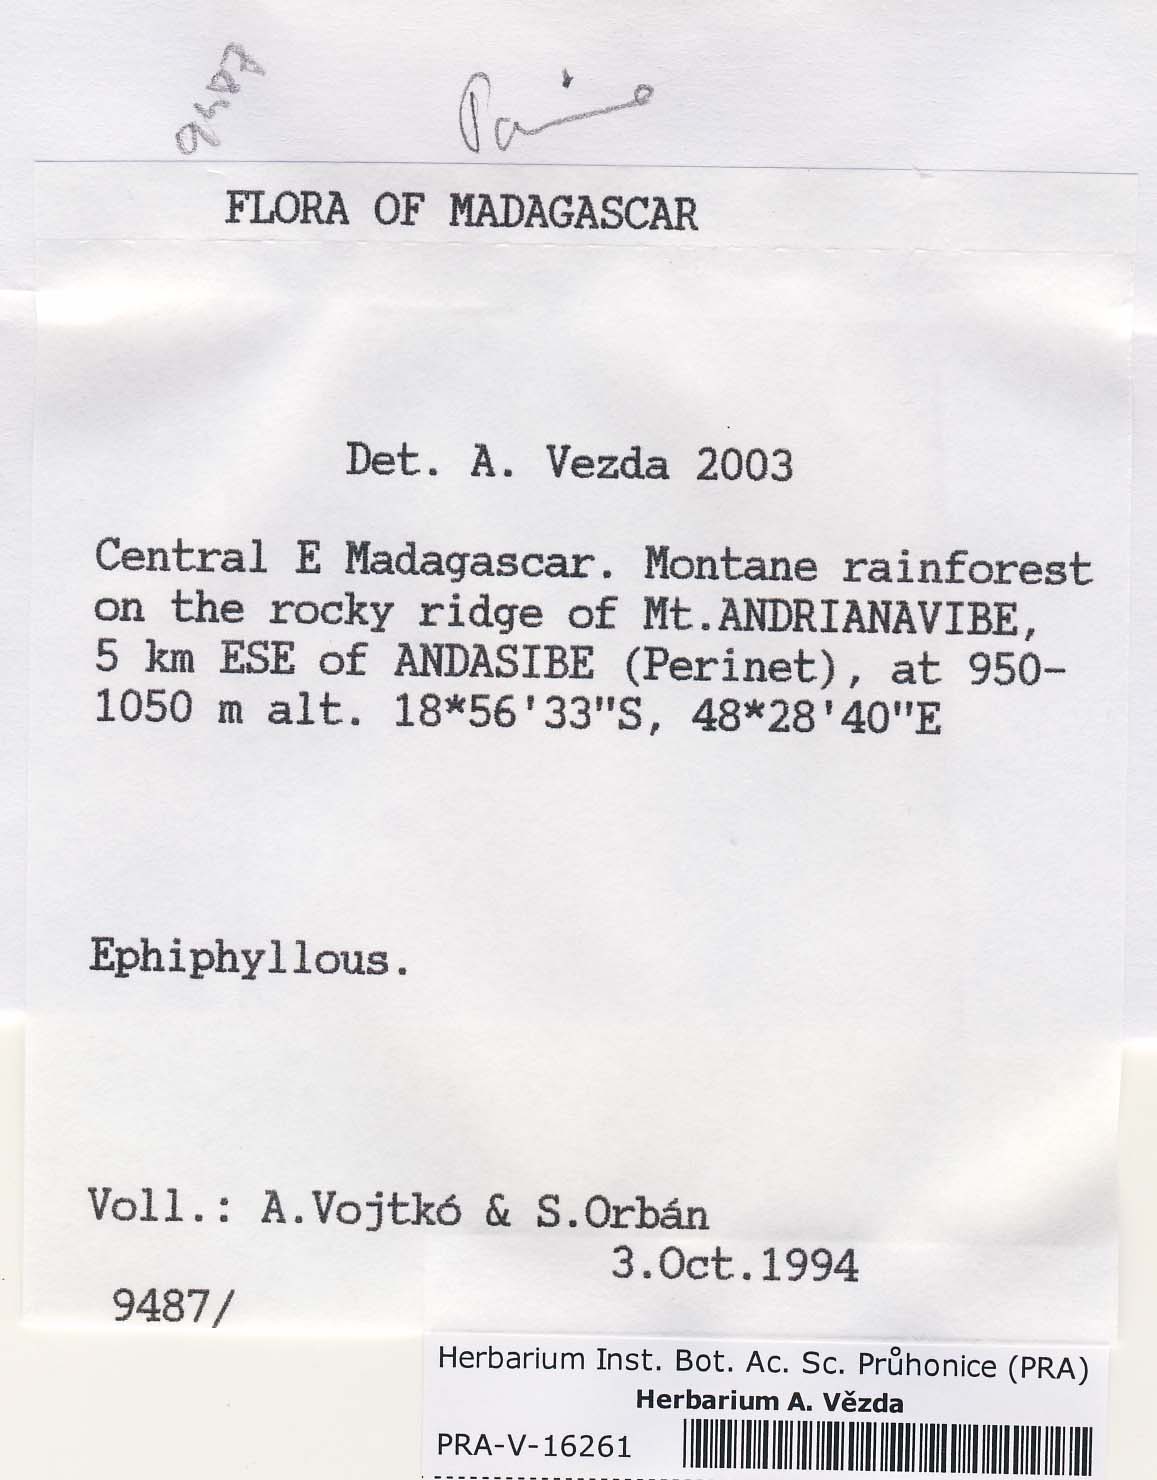 9487
FLORA OF MADAGASCAR
Det. A. Vezda 2003
Central E Madagascar. Montane rainforest
on the rocky ridge of Mt.ANDRIANAVIBE,
5 km ESE of ANDASIBE (Perinet), at 950-
1050 m alt. 18*56'33"S, 48*28'40"E
Ephiphyllous.
Voll.: A.Vojtkó & S.Orbán
3.Oct.1994
9487/
Herbarium Inst. Bot. Ac. Sc. Průhonice (PRA)
Herbarium A. Vězda
PRA-V-16261